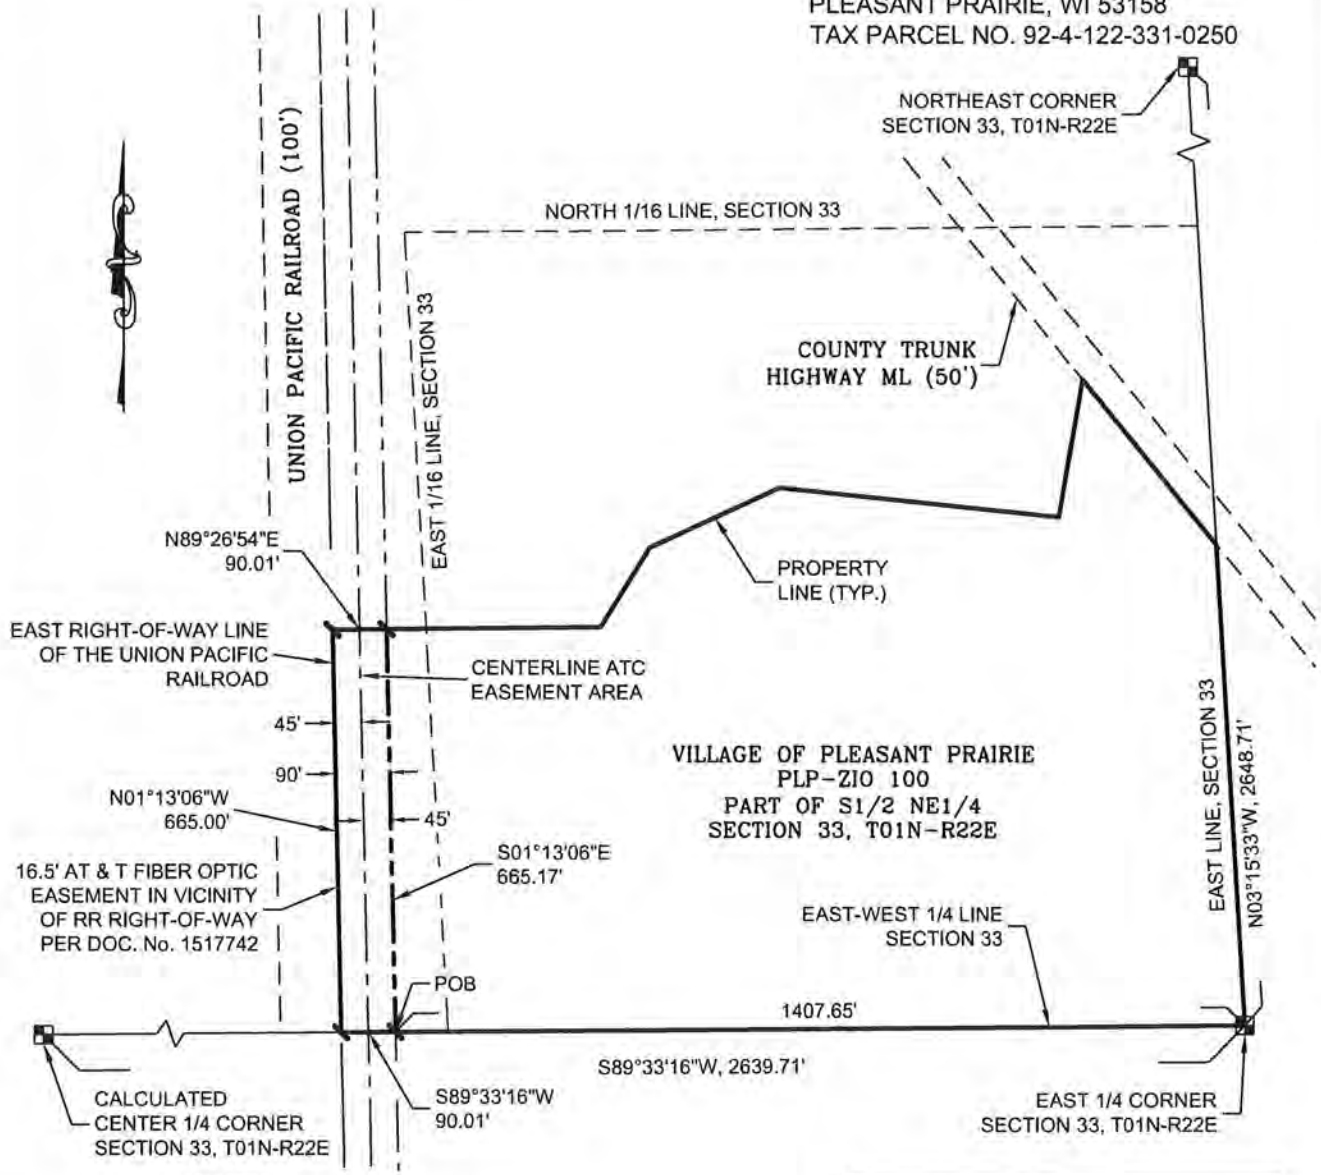 PLEASANT PRAIRIE, WI 53158
TAX PARCEL NO. 92-4-122-331-0250
NORTHEAST CORNER
SECTION 33, T01N-R22E
UNION PACIFIC RAILROAD (100')
NORTH 1/16 LINE, SECTION 33
EAST 1/16 LINE, SECTION 33
COUNTY TRUNK
HIGHWAY ML (50')
N89°26'54"E
90.01'
PROPERTY
LINE (TYP.)
EAST RIGHT-OF-WAY LINE
OF THE UNION PACIFIC
RAILROAD
CENTERLINE ATC
EASEMENT AREA
45'
90'
45'
N01°13'06"W
665.00'
VILLAGE OF PLEASANT PRAIRIE
PLP-ZIO 100
PART OF S1/2 NE1/4
SECTION 33, T01N-R22E
EAST LINE, SECTION 33
N03°15'33"W, 2648.71'
S01°13'06"E
665.17'
16.5' AT & T FIBER OPTIC
EASEMENT IN VICINITY
OF RR RIGHT-OF-WAY
PER DOC. No. 1517742
EAST-WEST 1/4 LINE
SECTION 33
POB
1407.65'
S89°33'16"W, 2639.71'
CALCULATED
CENTER 1/4 CORNER
SECTION 33, T01N-R22E
S89°33'16"W
90.01'
EAST 1/4 CORNER
SECTION 33, T01N-R22E